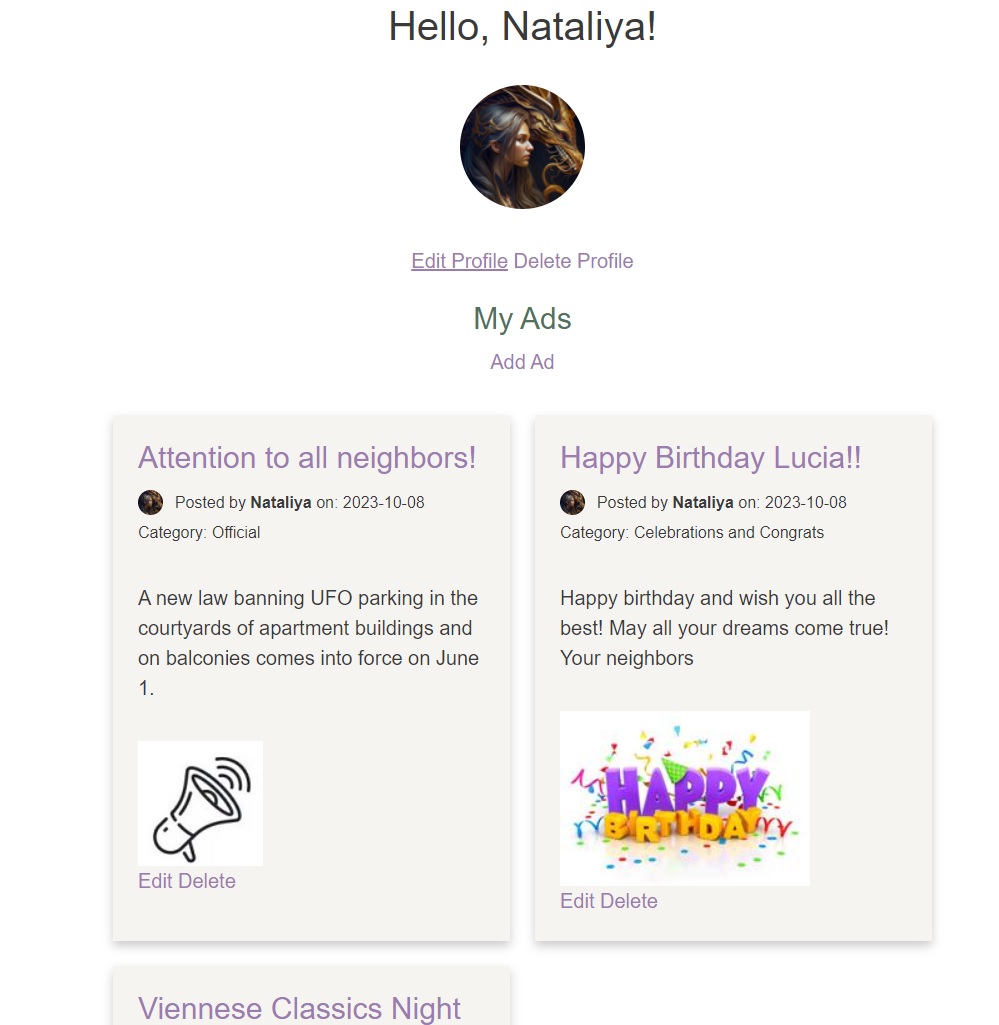 Hello, Nataliya!
Edit Profile Delete Profile
My Ads
Add Ad
Attention to all neighbors!
Posted by Nataliya on: 2023-10-08
Category: Official
A new law banning UFO parking in the
courtyards of apartment buildings and
on balconies comes into force on June
1.
Edit Delete
Happy Birthday Lucia!!
Posted by Nataliya on: 2023-10-08
Category: Celebrations and Congrats
Happy birthday and wish you all the
best! May all your dreams come true!
Your neighbors
HAPPY
BIRTHDAY
Edit Delete
Viennese Classics Night